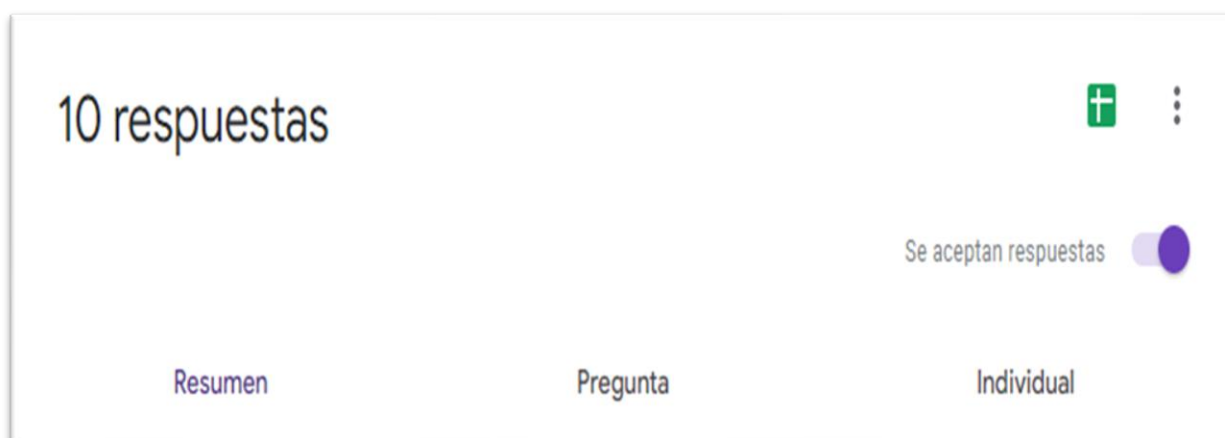 10 respuestas
Se aceptan respuestas
Resumen Pregunta Individual